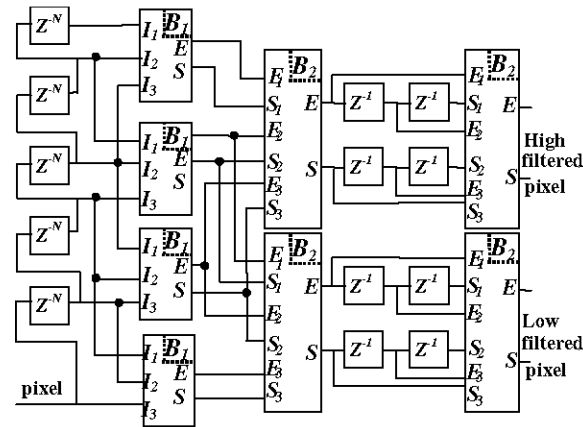 Z⁻ᴺ
Z⁻ᴺ
Z⁻ᴺ
Z⁻ᴺ
Z⁻ᴺ
pixel
B₁
I₁ E
I₂ S
I₃
B₁
I₁ E
I₂ S
I₃
B₁
I₁ E
I₂ S
I₃
B₁
I₁ E
I₂ S
I₃
B₂
E₁
S₁ E
E₂
S₂ S
E₃
S₃
B₂
E₁
S₁ E
E₂
S₂ S
E₃
S₃
Z⁻¹ Z⁻¹
Z⁻¹ Z⁻¹
Z⁻¹ Z⁻¹
Z⁻¹ Z⁻¹
B₂
E₁
S₁ E
E₂
S₂ S
E₃
S₃
High
filtered
pixel
B₂
E₁
S₁ E
E₂
S₂ S
E₃
S₃
Low
filtered
pixel